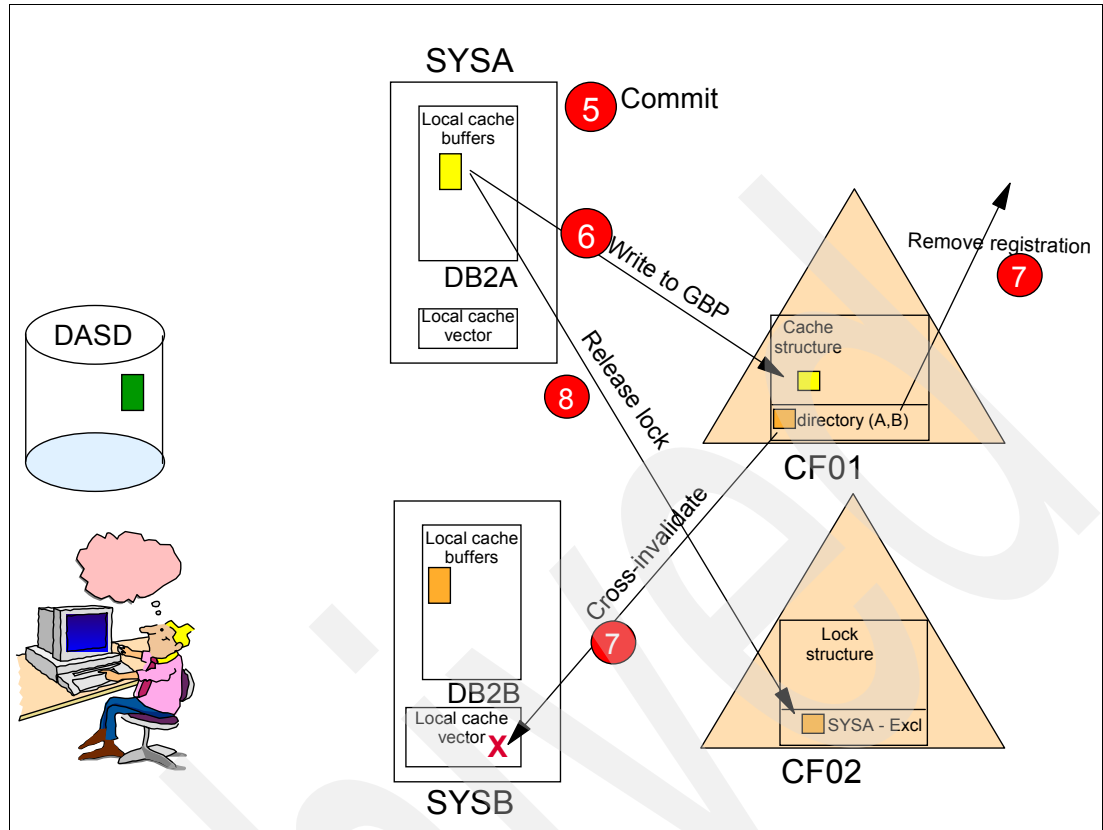 SYSA
5
Commit
Local cache
buffers
DB2A
Local cache
vector
6
Write to GBP
Remove registration
7
DASD
Cache
structure
directory (A,B)
CF01
8
Release lock
Cross-invalidate
7
Local cache
buffers
DB2B
Local cache
vector
X
SYSB
Lock
structure
SYSA - Excl
CF02